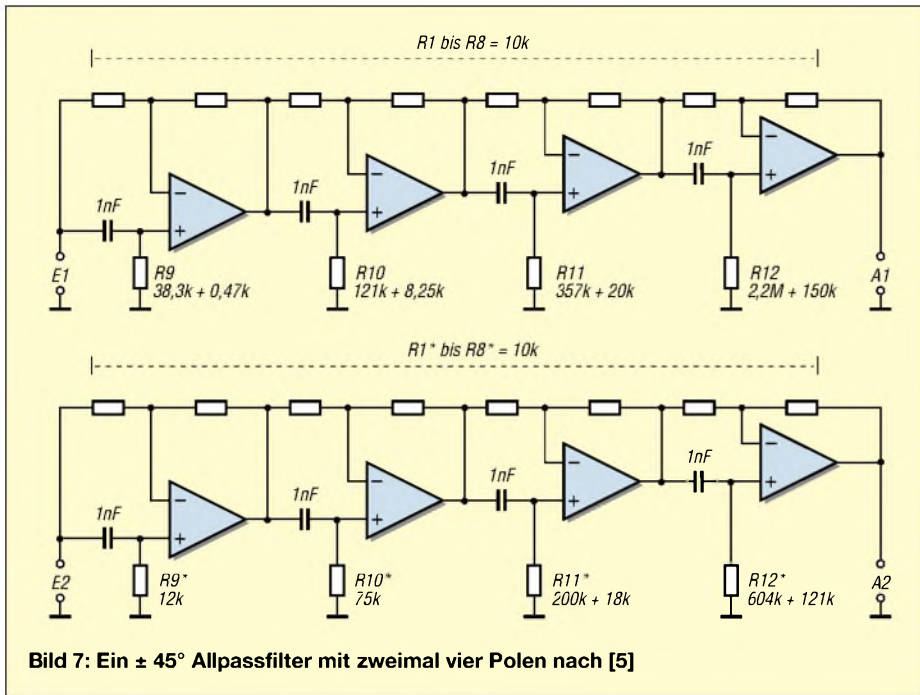 R1 bis R8 = 10k
1nF
1nF
1nF
1nF
−
+
−
+
−
+
−
+
E1
R9
38,3k + 0,47k
R10
121k + 8,25k
R11
357k + 20k
R12
2,2M + 150k
A1
R1* bis R8* = 10k
1nF
1nF
1nF
1nF
−
+
−
+
−
+
−
+
E2
R9*
12k
R10*
75k
R11*
200k + 18k
R12*
604k + 121k
A2
Bild 7: Ein ± 45° Allpassfilter mit zweimal vier Polen nach [5]